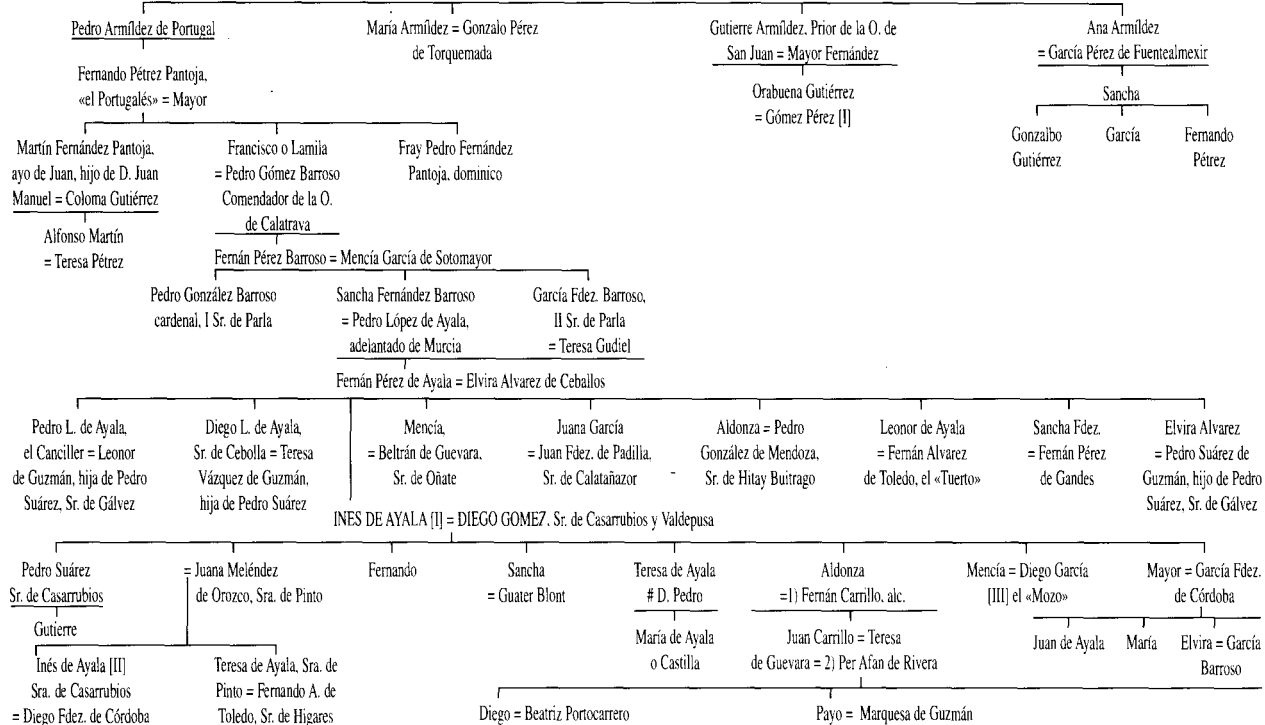 Pedro Armíldez de Portugal
María Armíldez = Gonzalo Pérez
de Torquemada
Gutierre Armíldez, Prior de la O. de
San Juan = Mayor Fernández
Ana Armíldez
= García Pérez de Fuentealmexir
Fernando Pétrez Pantoja,
«el Portugalés» = Mayor
Orabuena Gutiérrez
= Gómez Pérez [I]
Sancha
Gonzalbo
Gutiérrez
García
Fernando
Pétrez
Martín Fernández Pantoja,
ayo de Juan, hijo de D. Juan
Manuel = Coloma Gutiérrez
Francisco o Lamila
= Pedro Gómez Barroso
Comendador de la O.
de Calatrava
Fray Pedro Fernández
Pantoja, dominico
Alfonso Martín
= Teresa Pétrez
Fernán Pérez Barroso = Mencía García de Sotomayor
Pedro González Barroso
cardenal, I Sr. de Parla
Sancha Fernández Barroso
= Pedro López de Ayala,
adelantado de Murcia
García Fdez. Barroso,
II Sr. de Parla
= Teresa Gudiel
Fernán Pérez de Ayala = Elvira Alvarez de Ceballos
Pedro L. de Ayala,
el Canciller = Leonor
de Guzmán, hija de Pedro
Suárez, Sr. de Gálvez
Diego L. de Ayala,
Sr. de Cebolla = Teresa
Vázquez de Guzmán,
hija de Pedro Suárez
Mencía,
= Beltrán de Guevara,
Sr. de Oñate
Juana García
= Juan Fdez. de Padilla,
Sr. de Calatañazor
Aldonza = Pedro
González de Mendoza,
Sr. de Hitay Buitrago
Leonor de Ayala
= Fernán Alvarez
de Toledo, el «Tuerto»
Sancha Fdez.
= Fernán Pérez
de Gandes
Elvira Alvarez
= Pedro Suárez de
Guzmán, hijo de Pedro
Suárez, Sr. de Gálvez
INES DE AYALA [I] = DIEGO GOMEZ, Sr. de Casarrubios y Valdepusa
Pedro Suárez
Sr. de Casarrubios
= Juana Meléndez
de Orozco, Sra. de Pinto
Fernando
Sancha
= Guater Blont
Teresa de Ayala
# D. Pedro
Aldonza
=1) Fernán Carrillo, alc.
Mencía = Diego García
[III] el «Mozo»
Mayor = García Fdez.
de Córdoba
Gutierre
María de Ayala
o Castilla
Juan Carrillo = Teresa
de Guevara = 2) Per Afan de Rivera
Juan de Ayala
María
Elvira = García
Barroso
Inés de Ayala [II]
Sra. de Casarrubios
= Diego Fdez. de Córdoba
Teresa de Ayala, Sra. de
Pinto = Fernando A. de
Toledo, Sr. de Higares
Diego = Beatriz Portocarrero
Payo = Marquesa de Guzmán